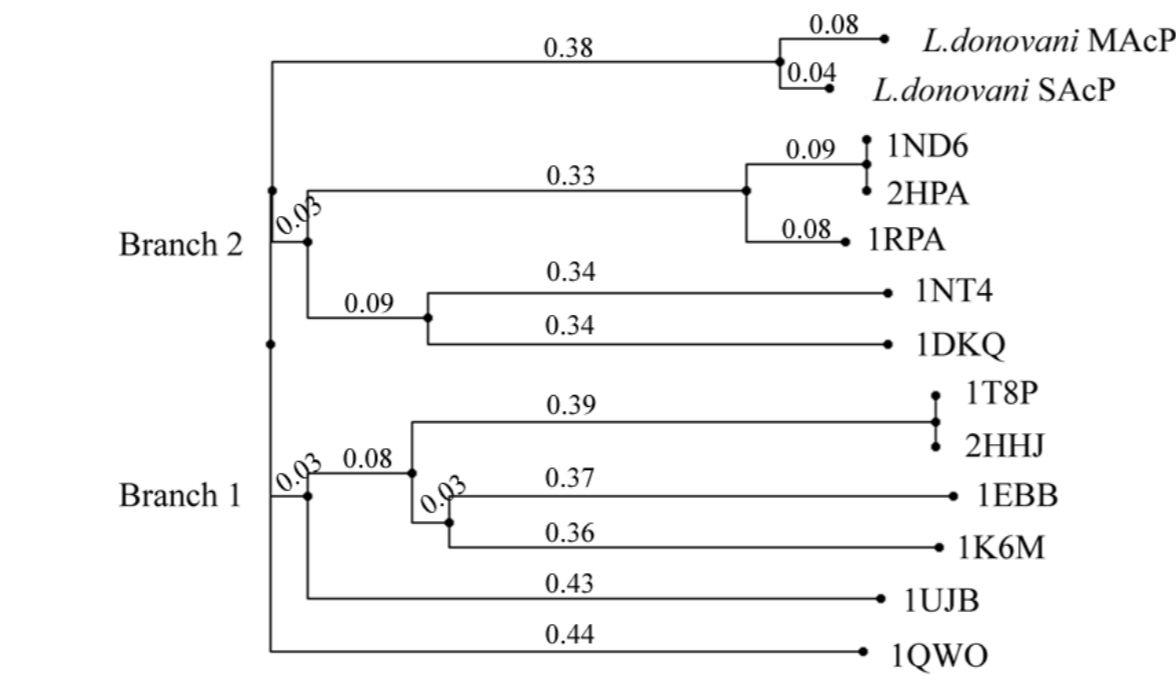 0.08
0.38
L.donovani MAcP
0.04
L.donovani SAcP
0.09
1ND6
0.33
2HPA
0.03
0.08
1RPA
Branch 2
0.34
1NT4
0.09
0.34
1DKQ
1T8P
0.39
2HHJ
0.08
0.03
0.37
0.03
1EBB
Branch 1
0.36
1K6M
0.43
1UJB
0.44
1QWO